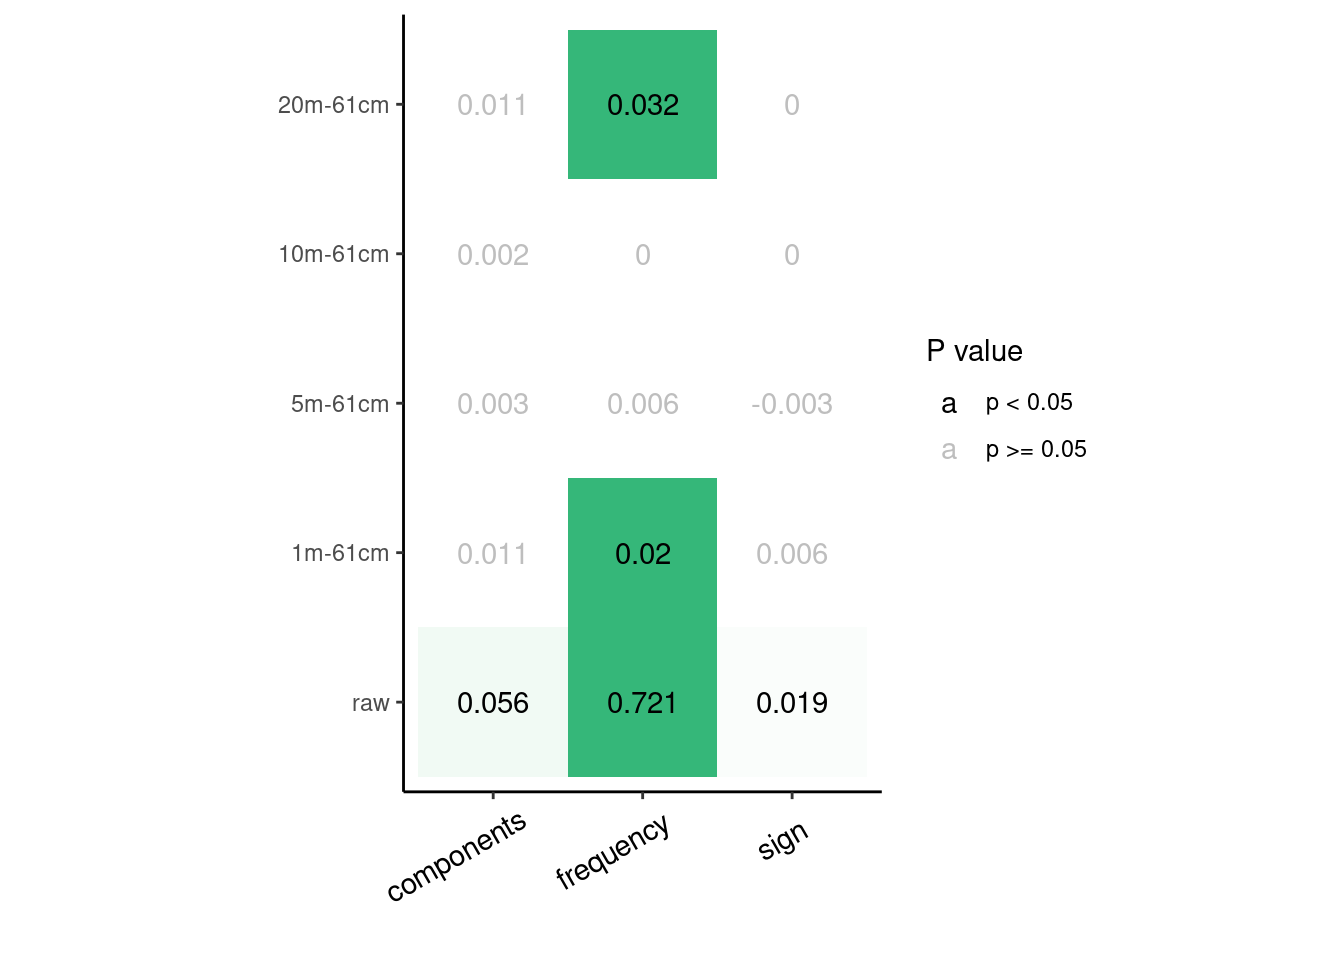 20m-61cm 0.011 0.032 0
10m-61cm 0.002 0 0
5m-61cm 0.003 0.006 -0.003
1m-61cm 0.011 0.02 0.006
raw 0.056 0.721 0.019
components frequency sign
P value
a p < 0.05
a p >= 0.05